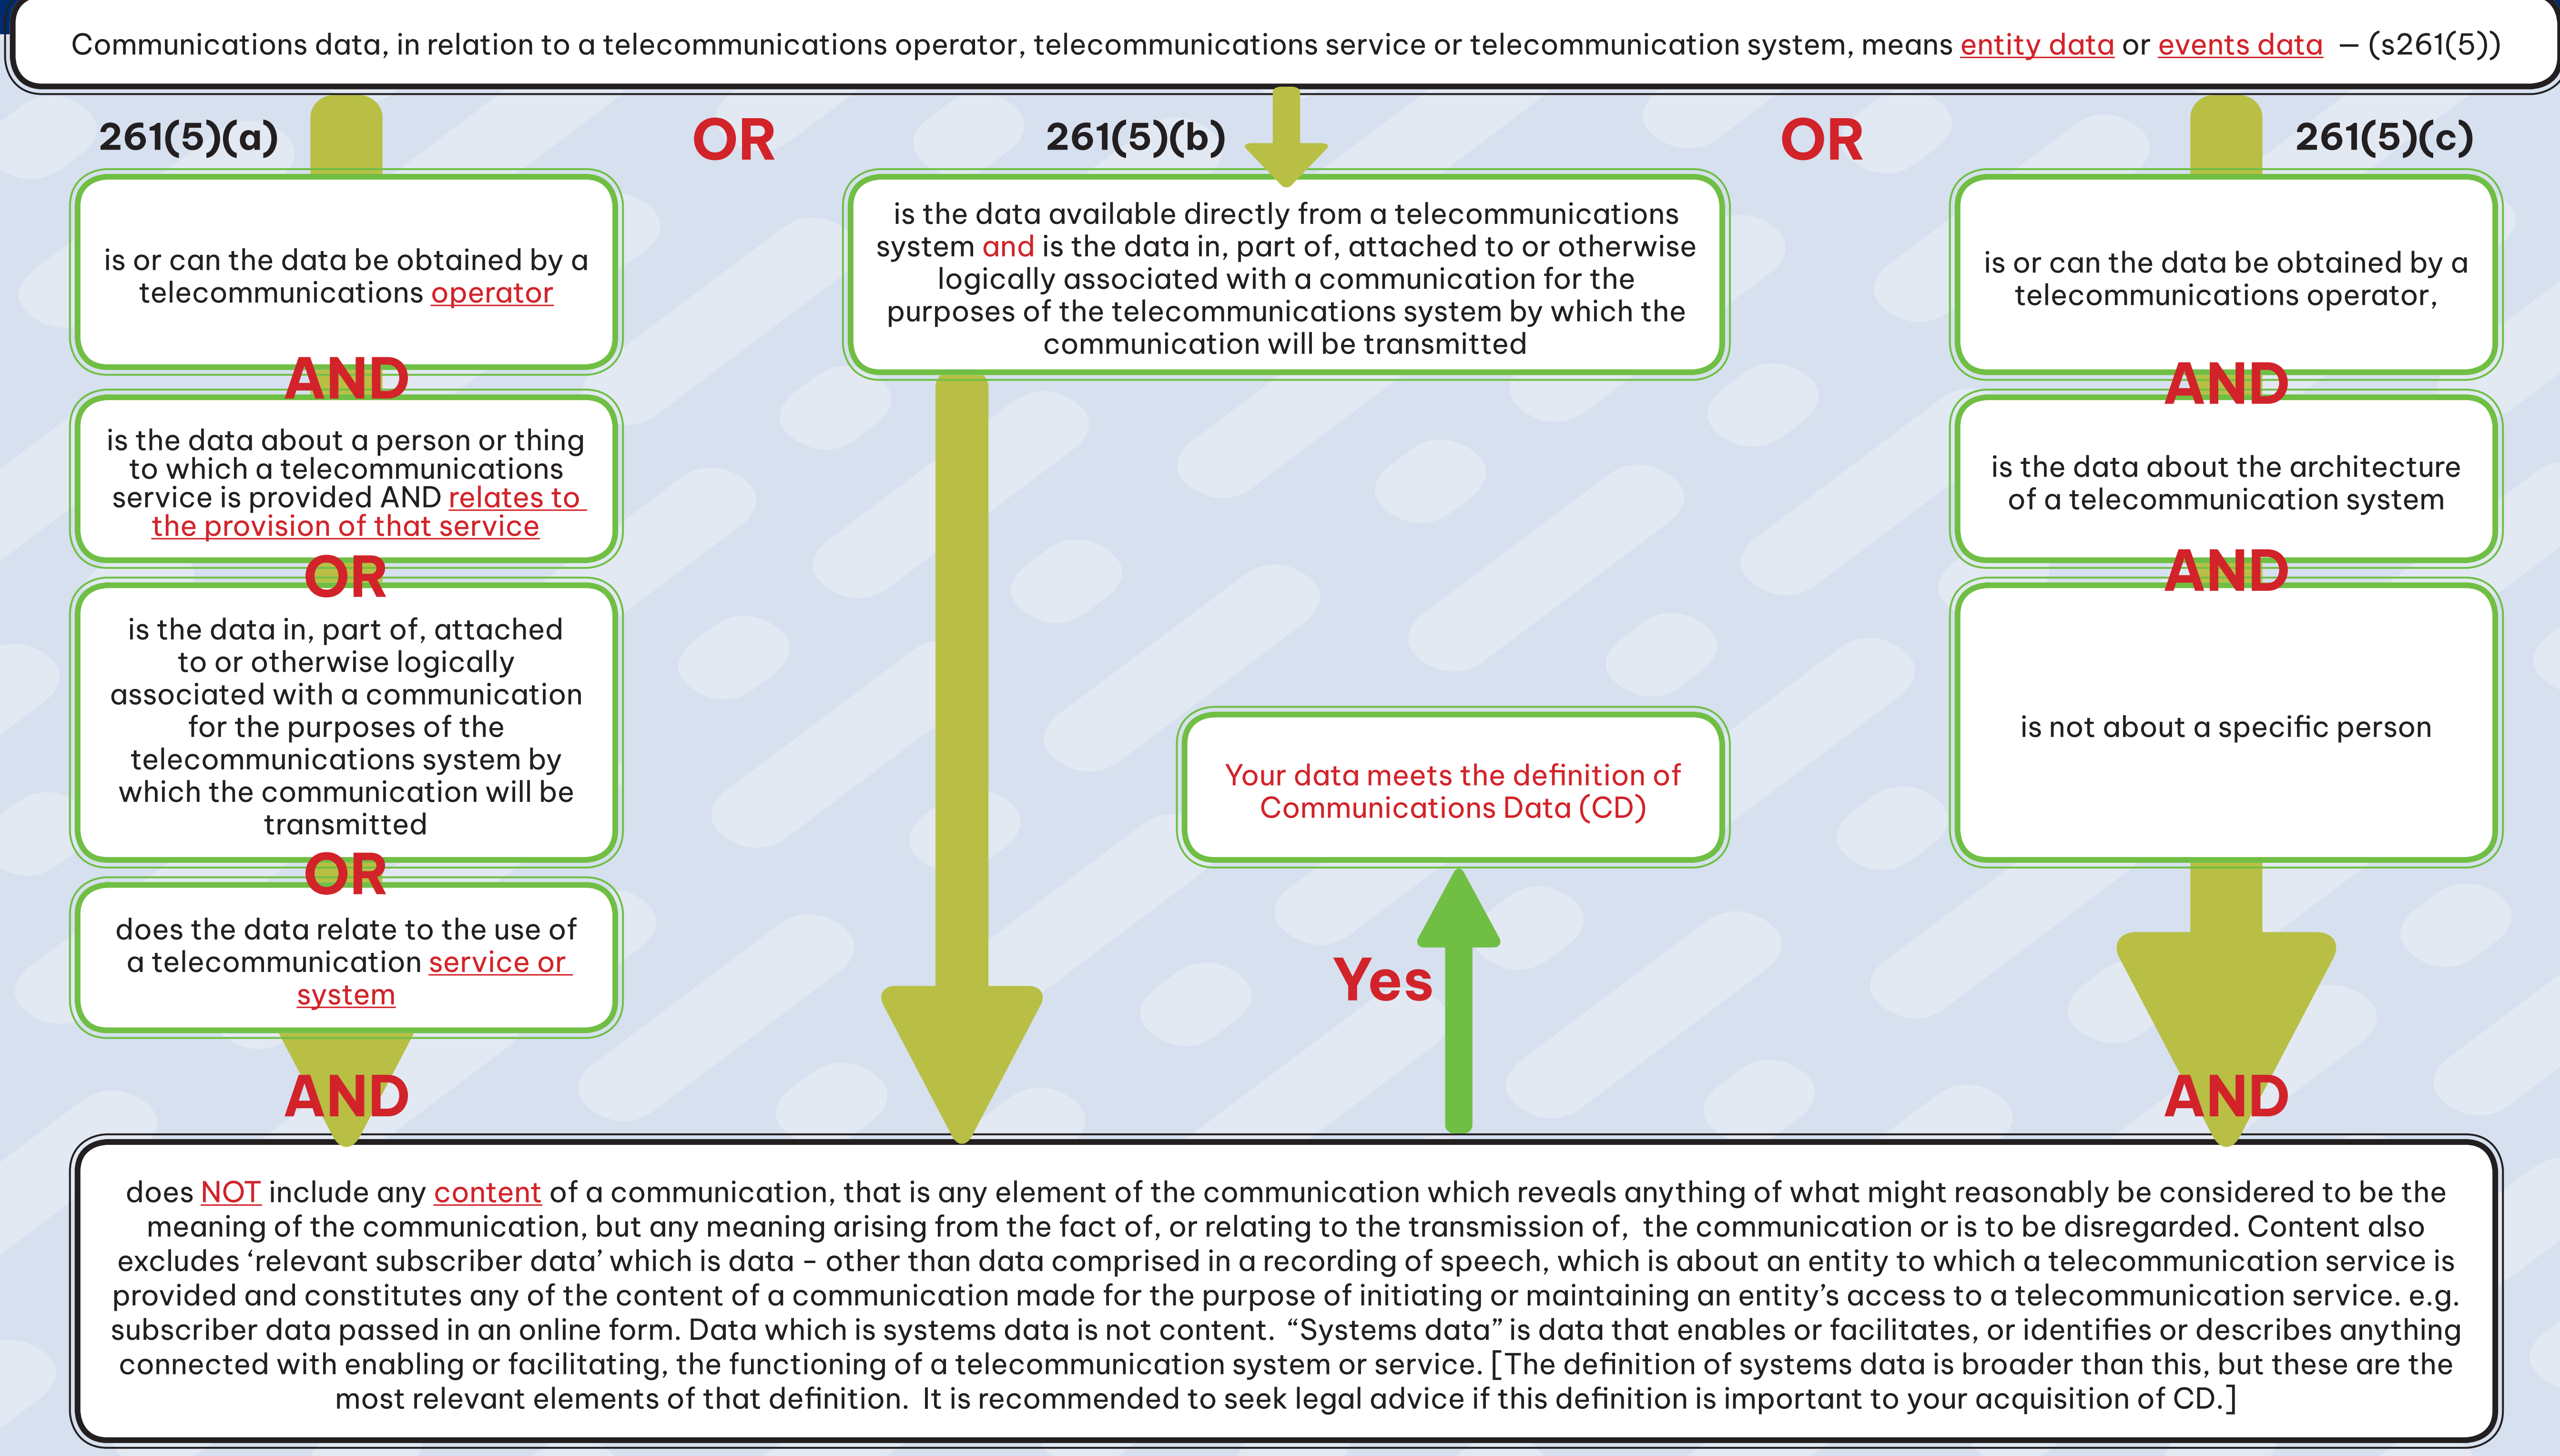 Communications data, in relation to a telecommunications operator, telecommunications service or telecommunication system, means entity data or events data – (s261(5))
261(5)(a)
OR
261(5)(b)
OR
261(5)(c)
is or can the data be obtained by a
telecommunications operator
AND
is the data about a person or thing
to which a telecommunications
service is provided AND relates to
the provision of that service
OR
is the data in, part of, attached
to or otherwise logically
associated with a communication
for the purposes of the
telecommunications system by
which the communication will be
transmitted
OR
does the data relate to the use of
a telecommunication service or
system
AND
is the data available directly from a telecommunications
system and is the data in, part of, attached to or otherwise
logically associated with a communication for the
purposes of the telecommunications system by which the
communication will be transmitted
Your data meets the definition of
Communications Data (CD)
Yes
is or can the data be obtained by a
telecommunications operator,
AND
is the data about the architecture
of a telecommunication system
AND
is not about a specific person
AND
does NOT include any content of a communication, that is any element of the communication which reveals anything of what might reasonably be considered to be the
meaning of the communication, but any meaning arising from the fact of, or relating to the transmission of,  the communication or is to be disregarded. Content also
excludes ‘relevant subscriber data’ which is data – other than data comprised in a recording of speech, which is about an entity to which a telecommunication service is
provided and constitutes any of the content of a communication made for the purpose of initiating or maintaining an entity’s access to a telecommunication service. e.g.
subscriber data passed in an online form. Data which is systems data is not content.  “Systems data” is data that enables or facilitates, or identifies or describes anything
connected with enabling or facilitating, the functioning of a telecommunication system or service. [The definition of systems data is broader than this, but these are the
most relevant elements of that definition.  It is recommended to seek legal advice if this definition is important to your acquisition of CD.]